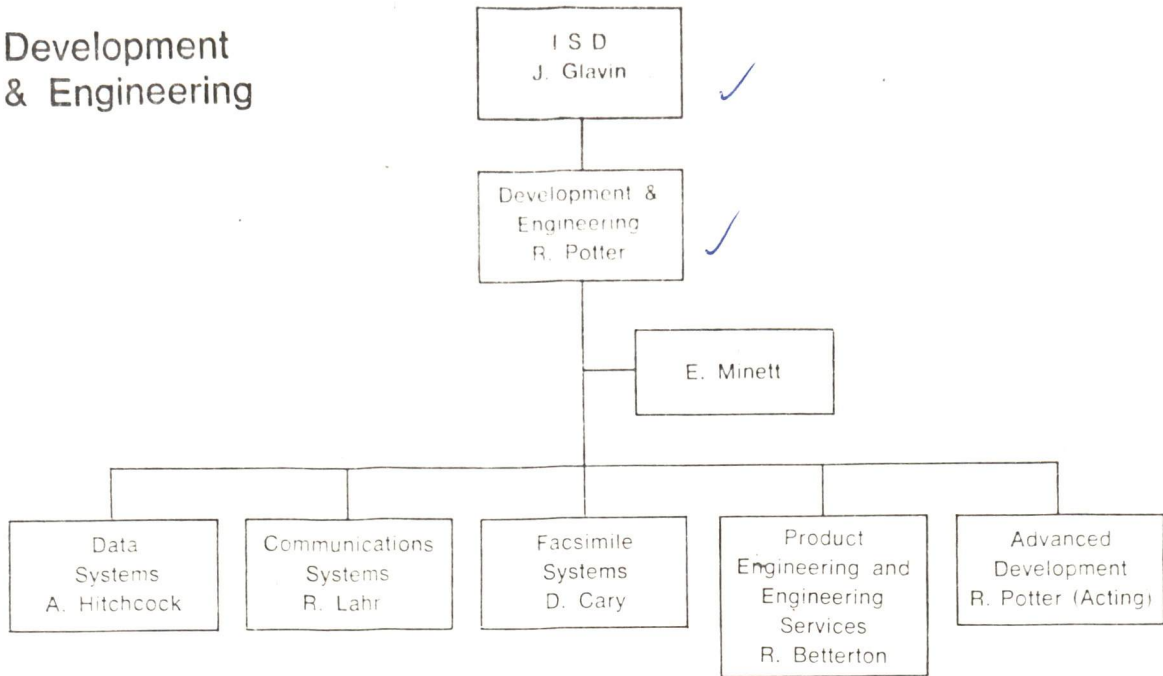 Development
& Engineering
I S D
J. Glavin
Development &
Engineering
R. Potter
E. Minett
Data
Systems
A. Hitchcock
Communications
Systems
R. Lahr
Facsimile
Systems
D. Cary
Product
Engineering and
Engineering
Services
R. Betterton
Advanced
Development
R. Potter (Acting)